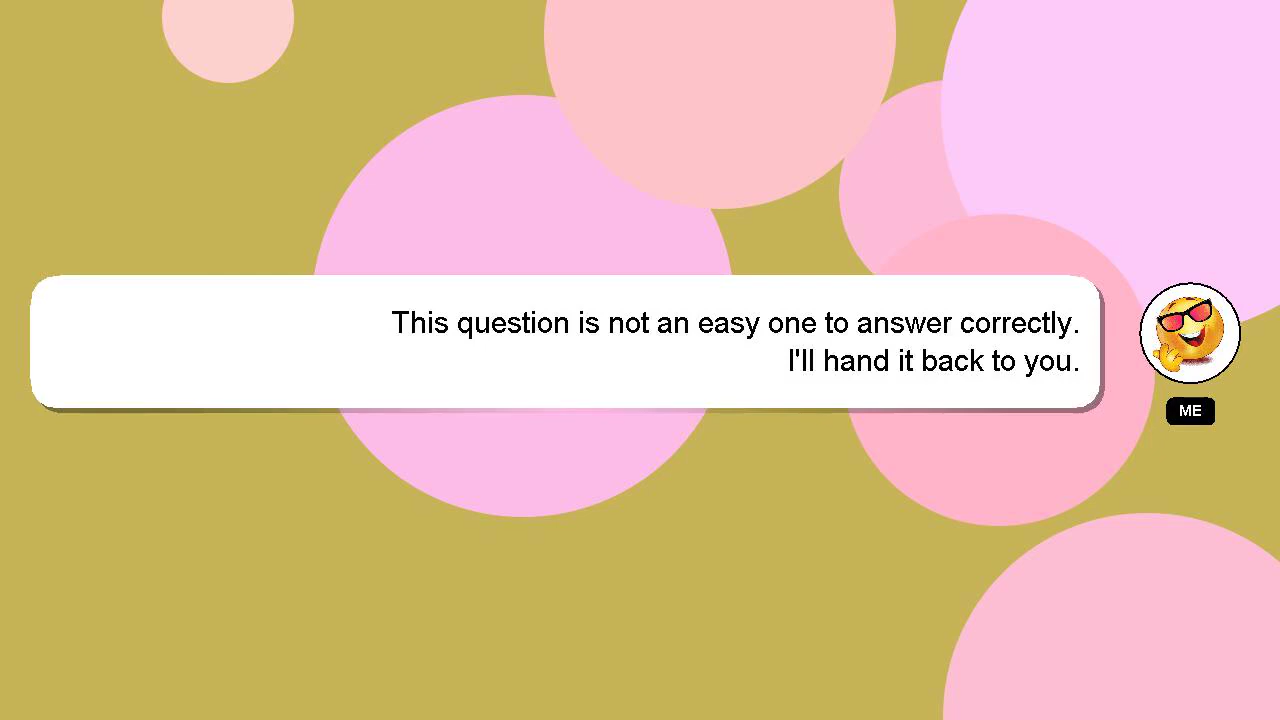 This question is not an easy one to answer correctly.
I'll hand it back to you.
ME